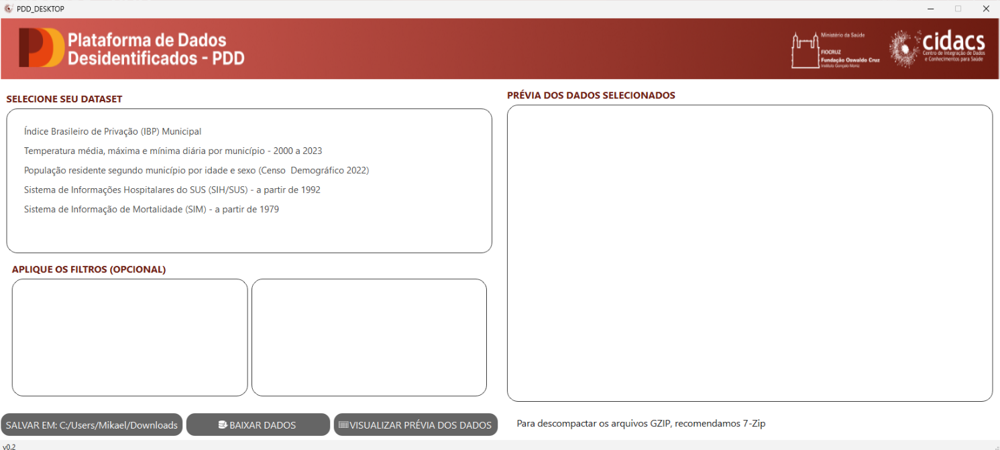 PDD_DESKTOP
Plataforma de Dados
Desidentificados - PDD
Ministério da Saúde
FIOCRUZ
Fundação Oswaldo Cruz
Instituto Gonçalo Moniz
cidacs
Centro de Integração de Dados
e Conhecimentos para Saúde
SELECIONE SEU DATASET
Índice Brasileiro de Privação (IBP) Municipal
Temperatura média, máxima e mínima diária por município - 2000 a 2023
População residente segundo município por idade e sexo (Censo  Demográfico 2022)
Sistema de Informações Hospitalares do SUS (SIH/SUS) - a partir de 1992
Sistema de Informação de Mortalidade (SIM) - a partir de 1979
APLIQUE OS FILTROS (OPCIONAL)
PRÉVIA DOS DADOS SELECIONADOS
SALVAR EM: C:/Users/Mikael/Downloads
BAIXAR DADOS
VISUALIZAR PRÉVIA DOS DADOS
Para descompactar os arquivos GZIP, recomendamos 7-Zip
v0.2